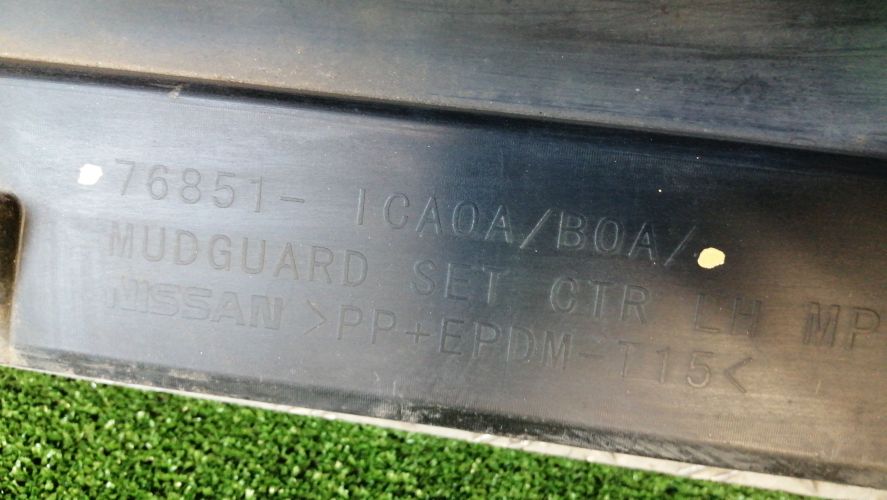 76851- 1CA0A/B0A/
MUDGUARD SET CTR LH MP
NISSAN >PP+EPDM-T15<